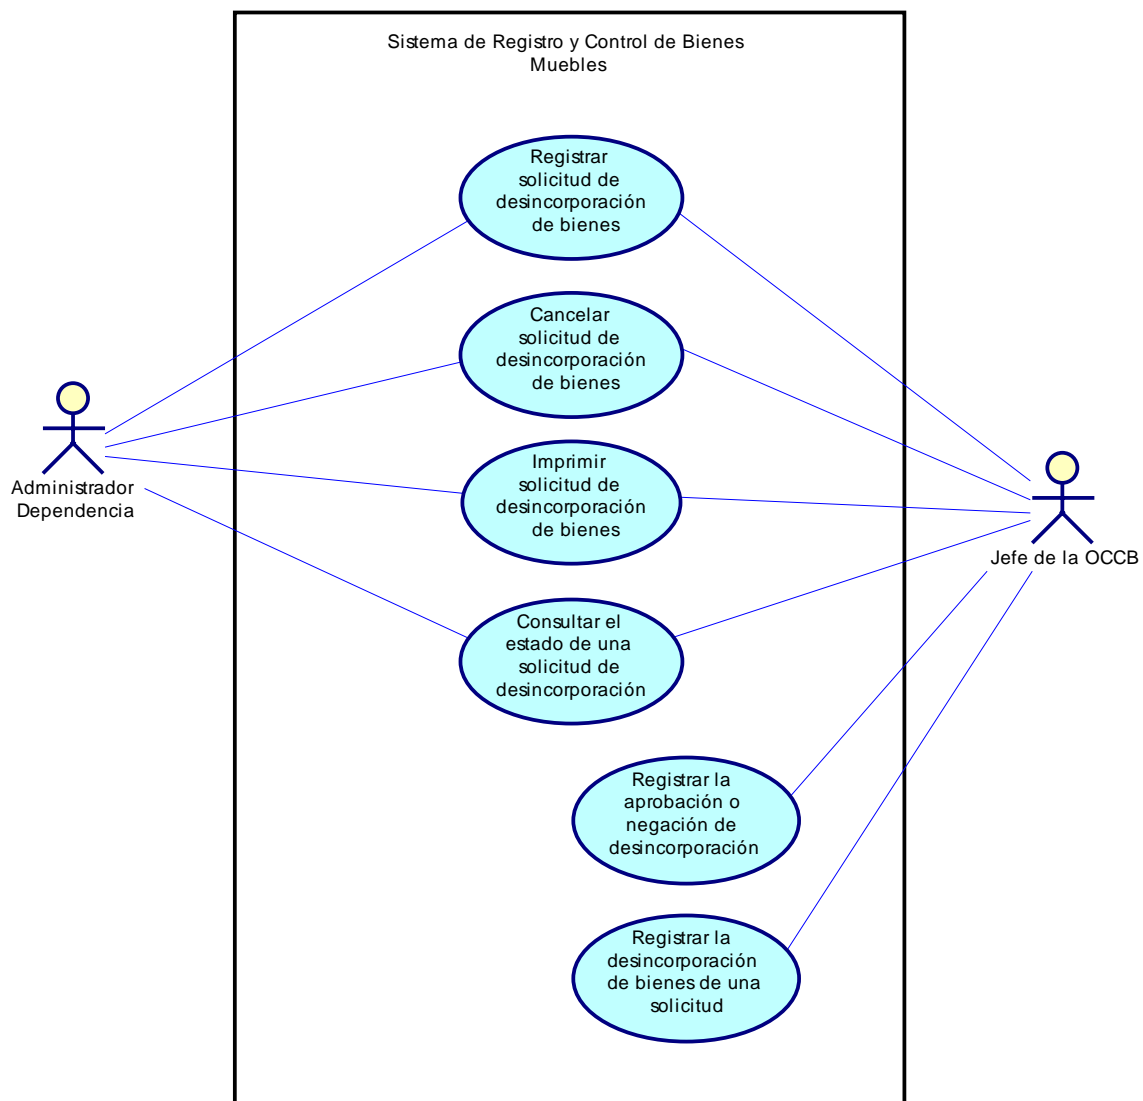 Sistema de Registro y Control de Bienes
Muebles
Registrar
solicitud de
desincorporación
de bienes
Cancelar
solicitud de
desincorporación
de bienes
Administrador
Dependencia
Imprimir
solicitud de
desincorporación
de bienes
Jefe de la OCCB
Consultar el
estado de una
solicitud de
desincorporación
Registrar la
aprobación o
negación de
desincorporación
Registrar la
desincorporación
de bienes de una
solicitud